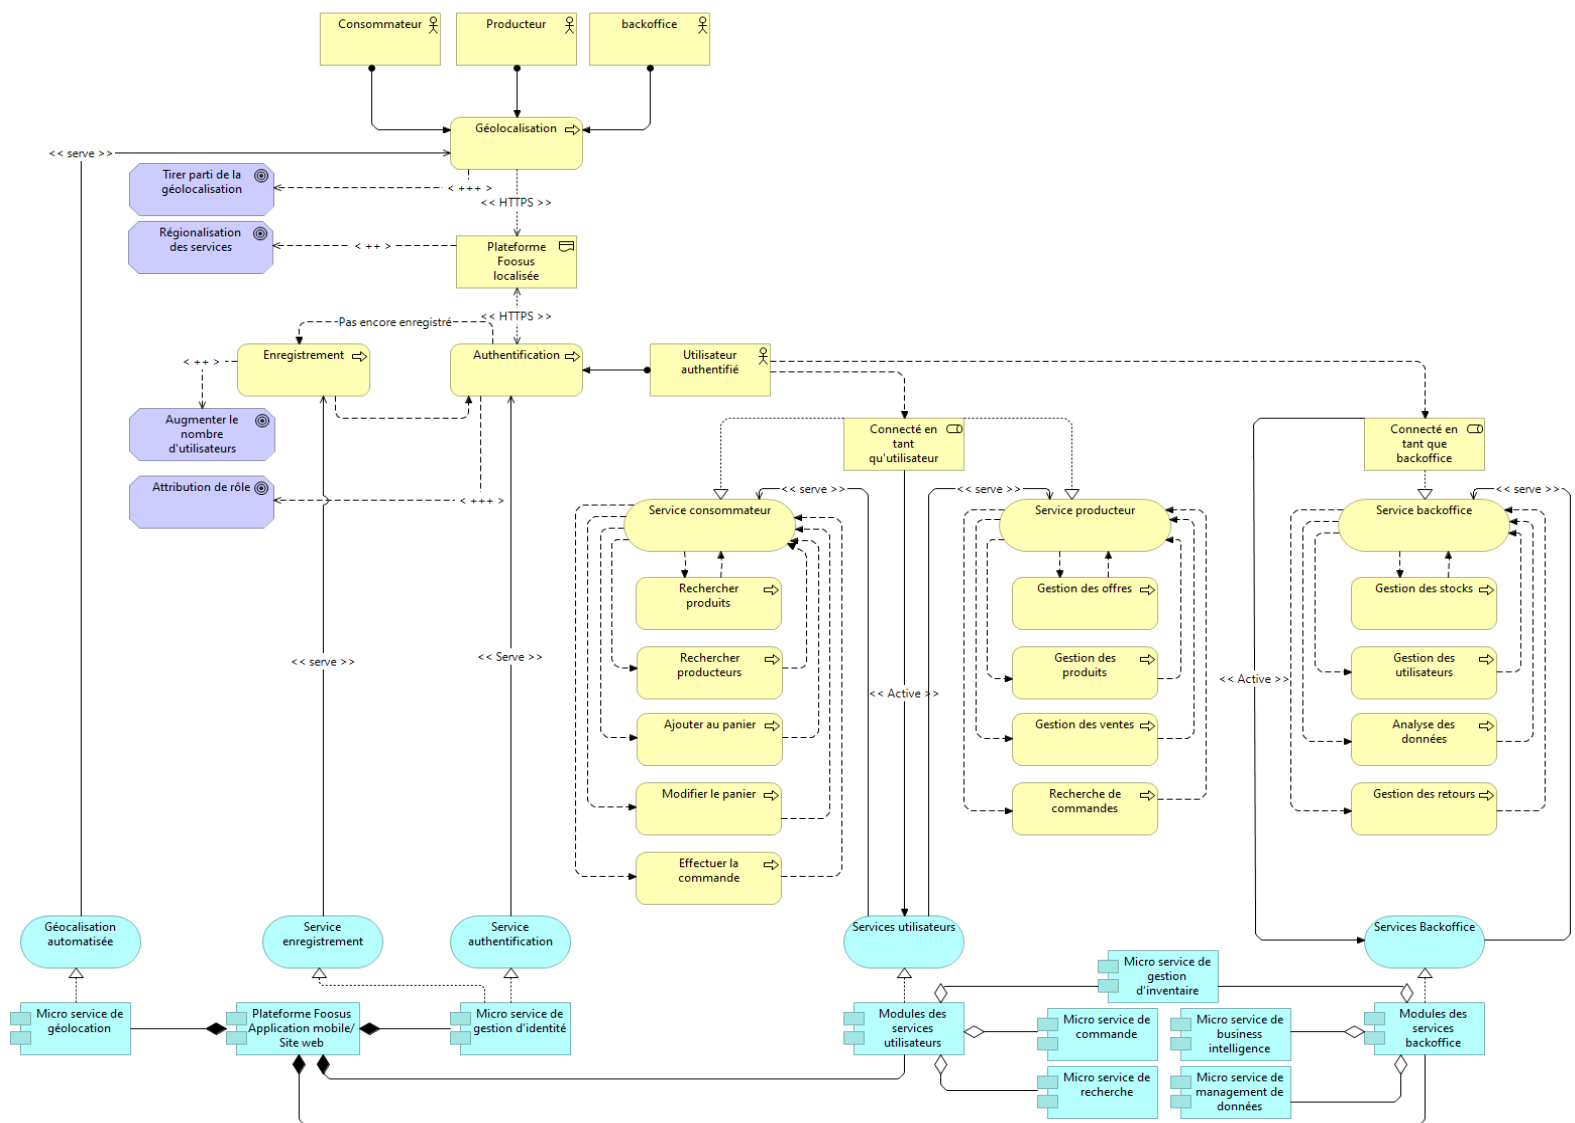 Consommateur
Producteur
backoffice
Géolocalisation
<< serve >>
Tirer parti de la
géolocalisation
< +++ >
<< HTTPS >>
Régionalisation
des services
< ++ >
Plateforme
Foosus
localisée
<< HTTPS >>
Pas encore enregistré
Enregistrement
Authentification
Utilisateur
authentifié
< ++ >
Augmenter le
nombre
d'utilisateurs
Attribution de rôle
< +++ >
Connecté en
tant
qu'utilisateur
Connecté en
tant que
backoffice
<< serve >>
<< serve >>
<< serve >>
Service consommateur
Service producteur
Service backoffice
Rechercher
produits
Gestion des offres
Gestion des stocks
<< serve >>
<< Serve >>
Rechercher
producteurs
Gestion des
produits
Gestion des
utilisateurs
<< Active >>
<< Active >>
Ajouter au panier
Gestion des ventes
Analyse des
données
Modifier le panier
Recherche de
commandes
Gestion des retours
Effectuer la
commande
Géocalisation
automatisée
Service
enregistrement
Service
authentification
Services utilisateurs
Services Backoffice
Micro service de
gestion
d'inventaire
Micro service de
géolocation
Plateforme Foosus
Application mobile/
Site web
Micro service de
gestion d'identité
Modules des
services
utilisateurs
Micro service de
commande
Micro service de
business
intelligence
Modules des
services
backoffice
Micro service de
recherche
Micro service de
management de
données